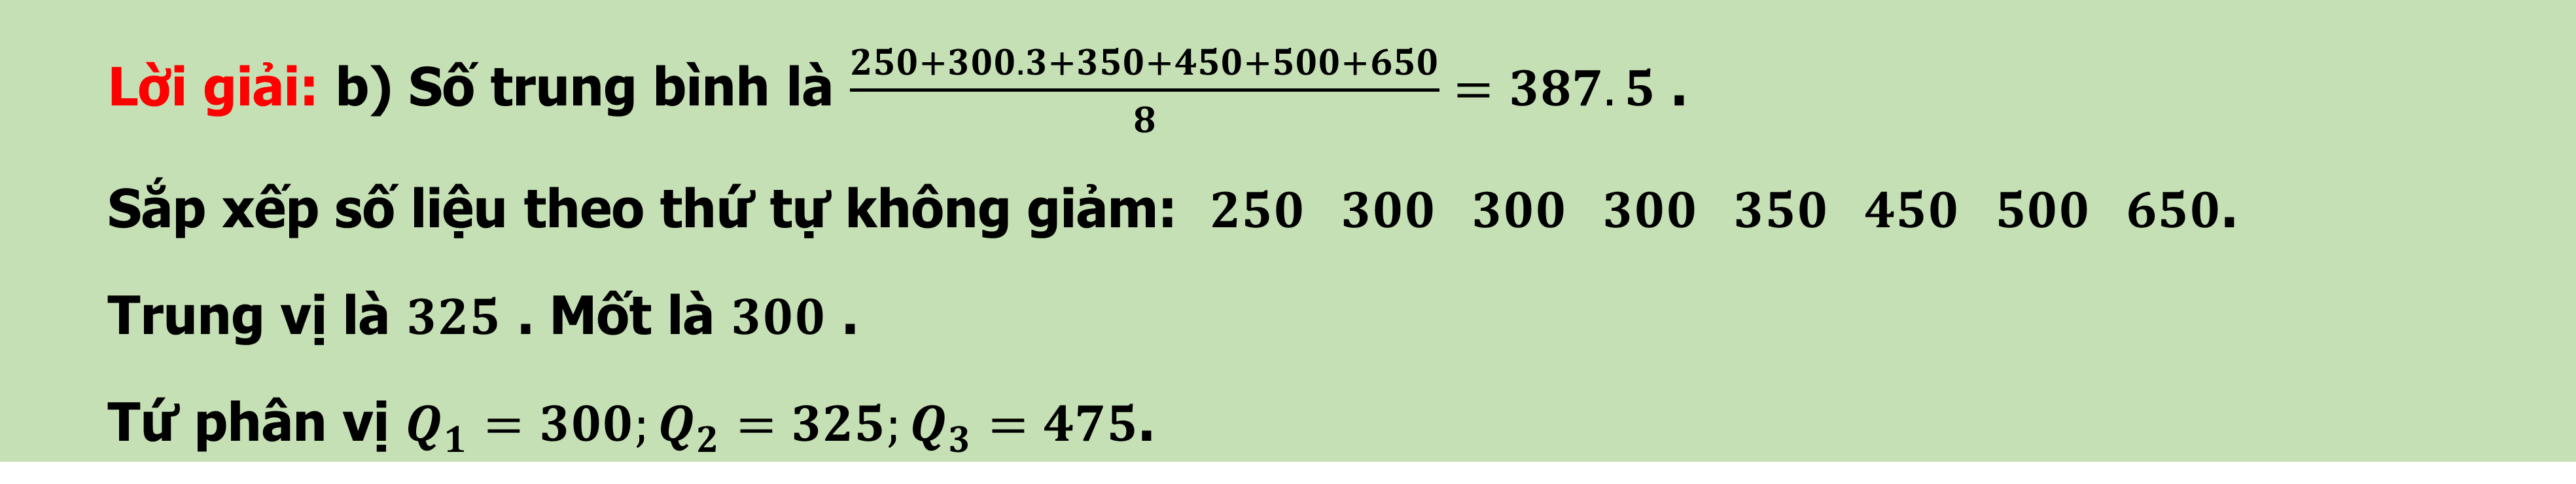 Lời giải: b) Số trung bình là \frac{250+300.3+350+450+500+650}{8} = 387.5 .
Sắp xếp số liệu theo thứ tự không giảm: 250 300 300 300 350 450 500 650.
Trung vị là 325 . Mốt là 300 .
Tứ phân vị Q₁ = 300; Q₂ = 325; Q₃ = 475.